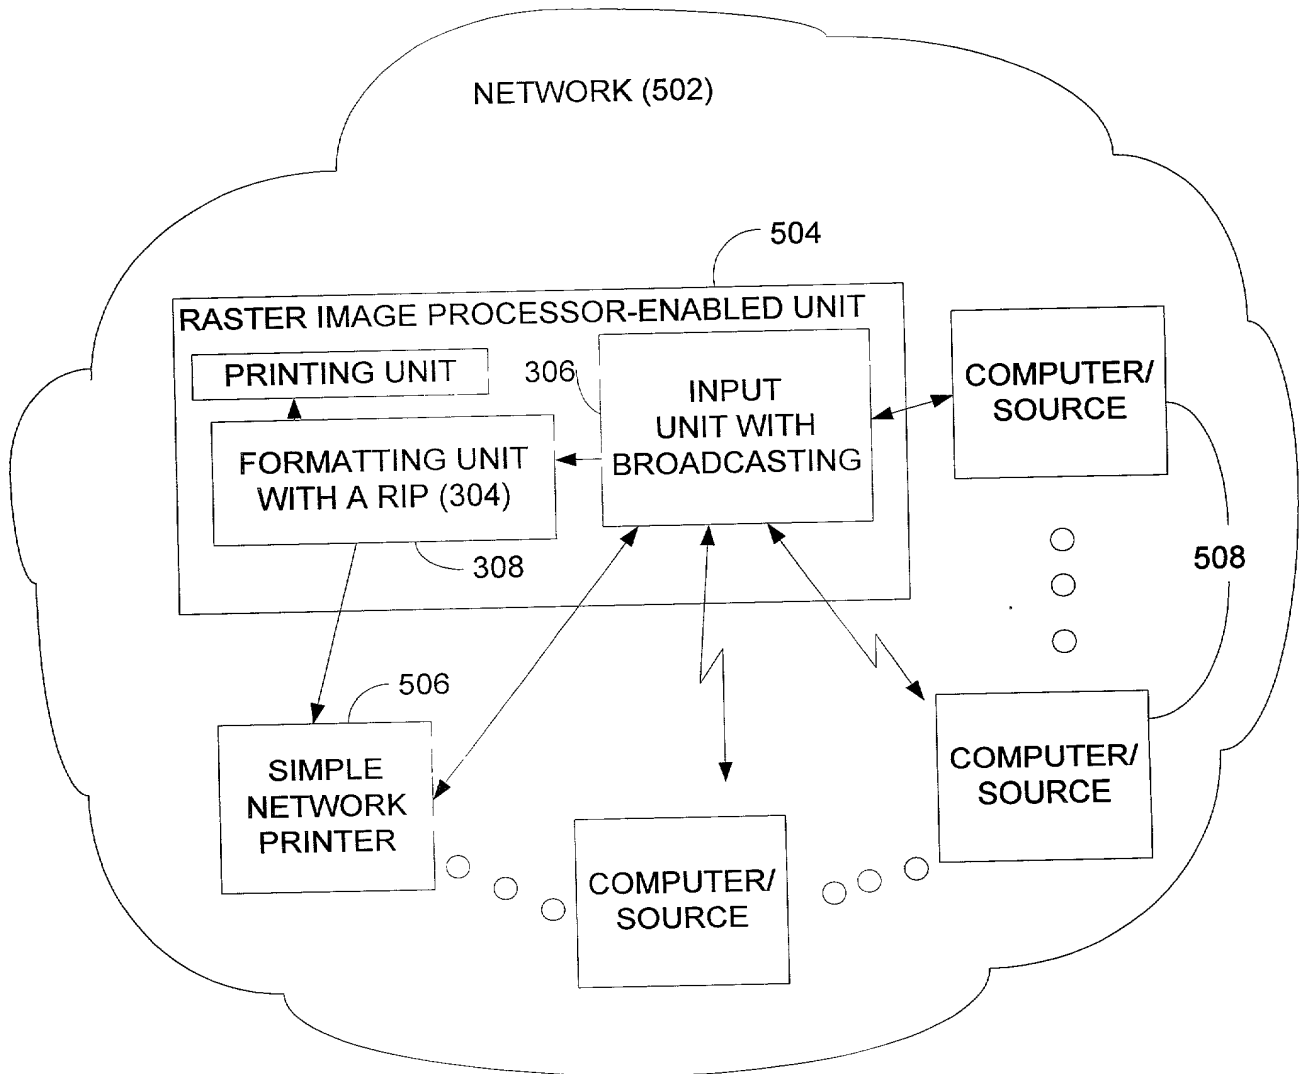 NETWORK (502)
504
RASTER IMAGE PROCESSOR-ENABLED UNIT
PRINTING UNIT
306
INPUT
UNIT WITH
BROADCASTING
COMPUTER/
SOURCE
FORMATTING UNIT
WITH A RIP (304)
308
508
506
SIMPLE
NETWORK
PRINTER
COMPUTER/
SOURCE
COMPUTER/
SOURCE